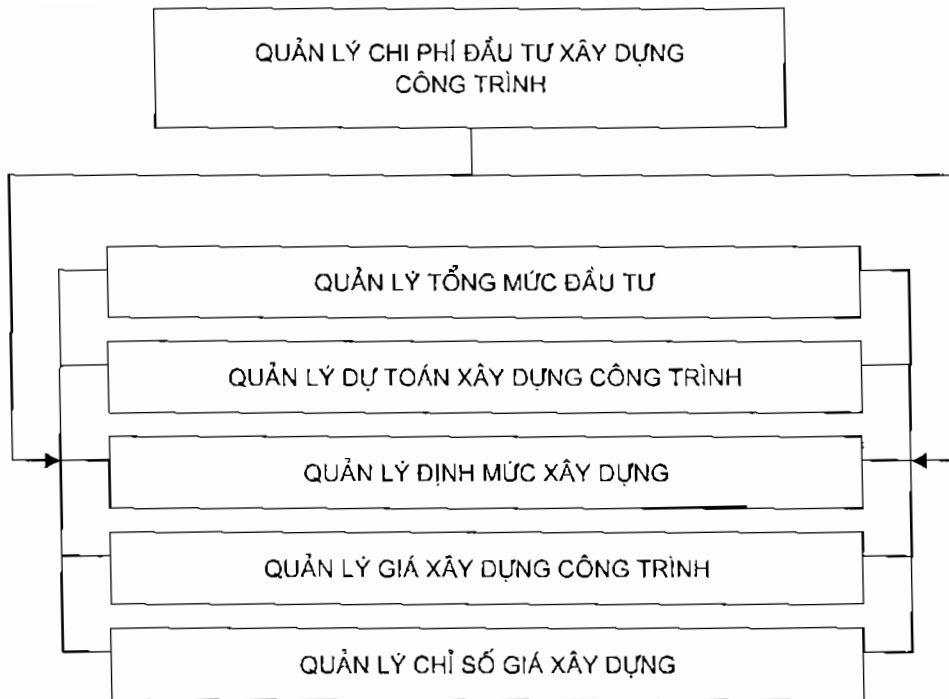 QUẢN LÝ CHI PHÍ ĐẦU TƯ XÂY DỰNG
CÔNG TRÌNH
QUẢN LÝ TỔNG MỨC ĐẦU TƯ
QUẢN LÝ DỰ TOÁN XÂY DỰNG CÔNG TRÌNH
QUẢN LÝ ĐỊNH MỨC XÂY DỰNG
QUẢN LÝ GIÁ XÂY DỰNG CÔNG TRÌNH
QUẢN LÝ CHỈ SỐ GIÁ XÂY DỰNG